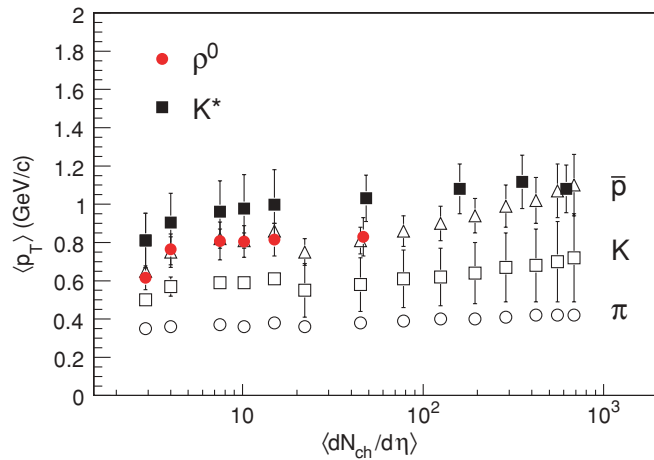 2
1.8
1.6
1.4
1.2
1
0.8
0.6
0.4
0.2
0
⟨p_T⟩ (GeV/c)
ρ⁰
K*
p̅
K
π
10
10²
10³
⟨dN_ch/dη⟩